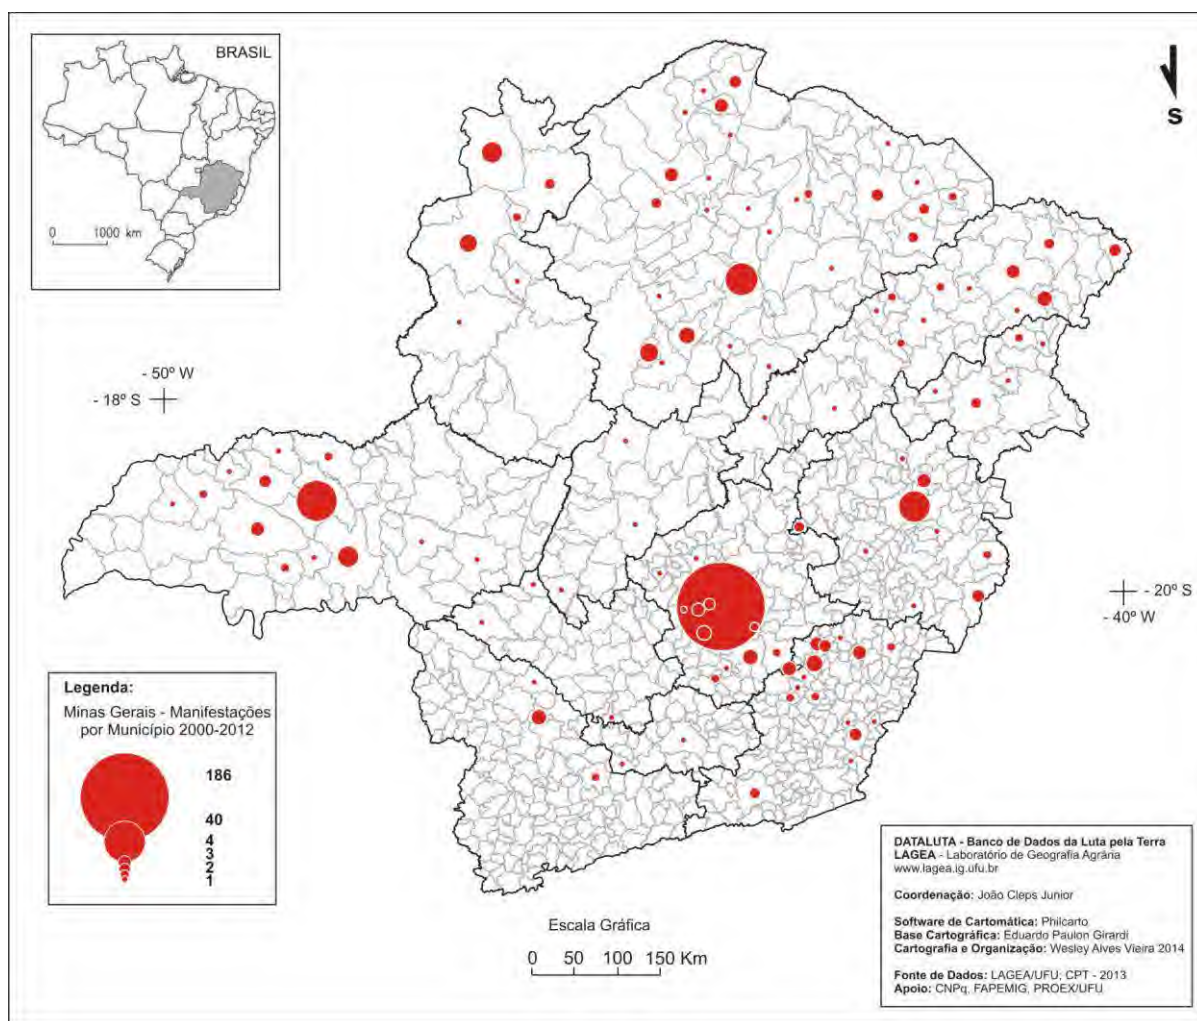 BRASIL
0 1000 km
S
- 50º W
- 18º S
- 20º S
- 40º W
Legenda:
Minas Gerais - Manifestações
por Município 2000-2012
186
40
4
3
2
1
Escala Gráfica
0 50 100 150 Km
DATALUTA - Banco de Dados da Luta pela Terra
LAGEA - Laboratório de Geografia Agrária
www.lagea.ig.ufu.br
Coordenação: João Cleps Junior
Software de Cartomática: Philcarto
Base Cartográfica: Eduardo Paulon Girardi
Cartografia e Organização: Wesley Alves Vieira 2014
Fonte de Dados: LAGEA/UFU; CPT - 2013
Apoio: CNPq, FAPEMIG, PROEX/UFU